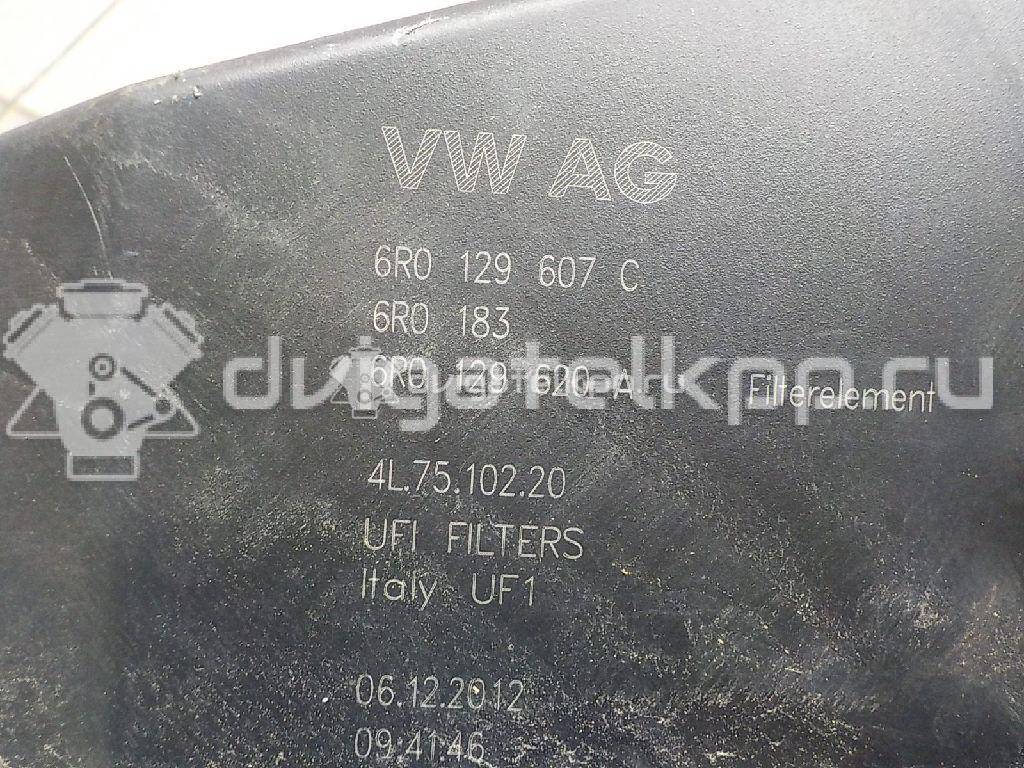 VW AG
6R0 129 607 C
6R0 183
6R0 129 620 A Filterelement
dvigatelkpp.ru
4L.75.102.20
UFI FILTERS
Italy UF1
06.12.2012
09:41:46